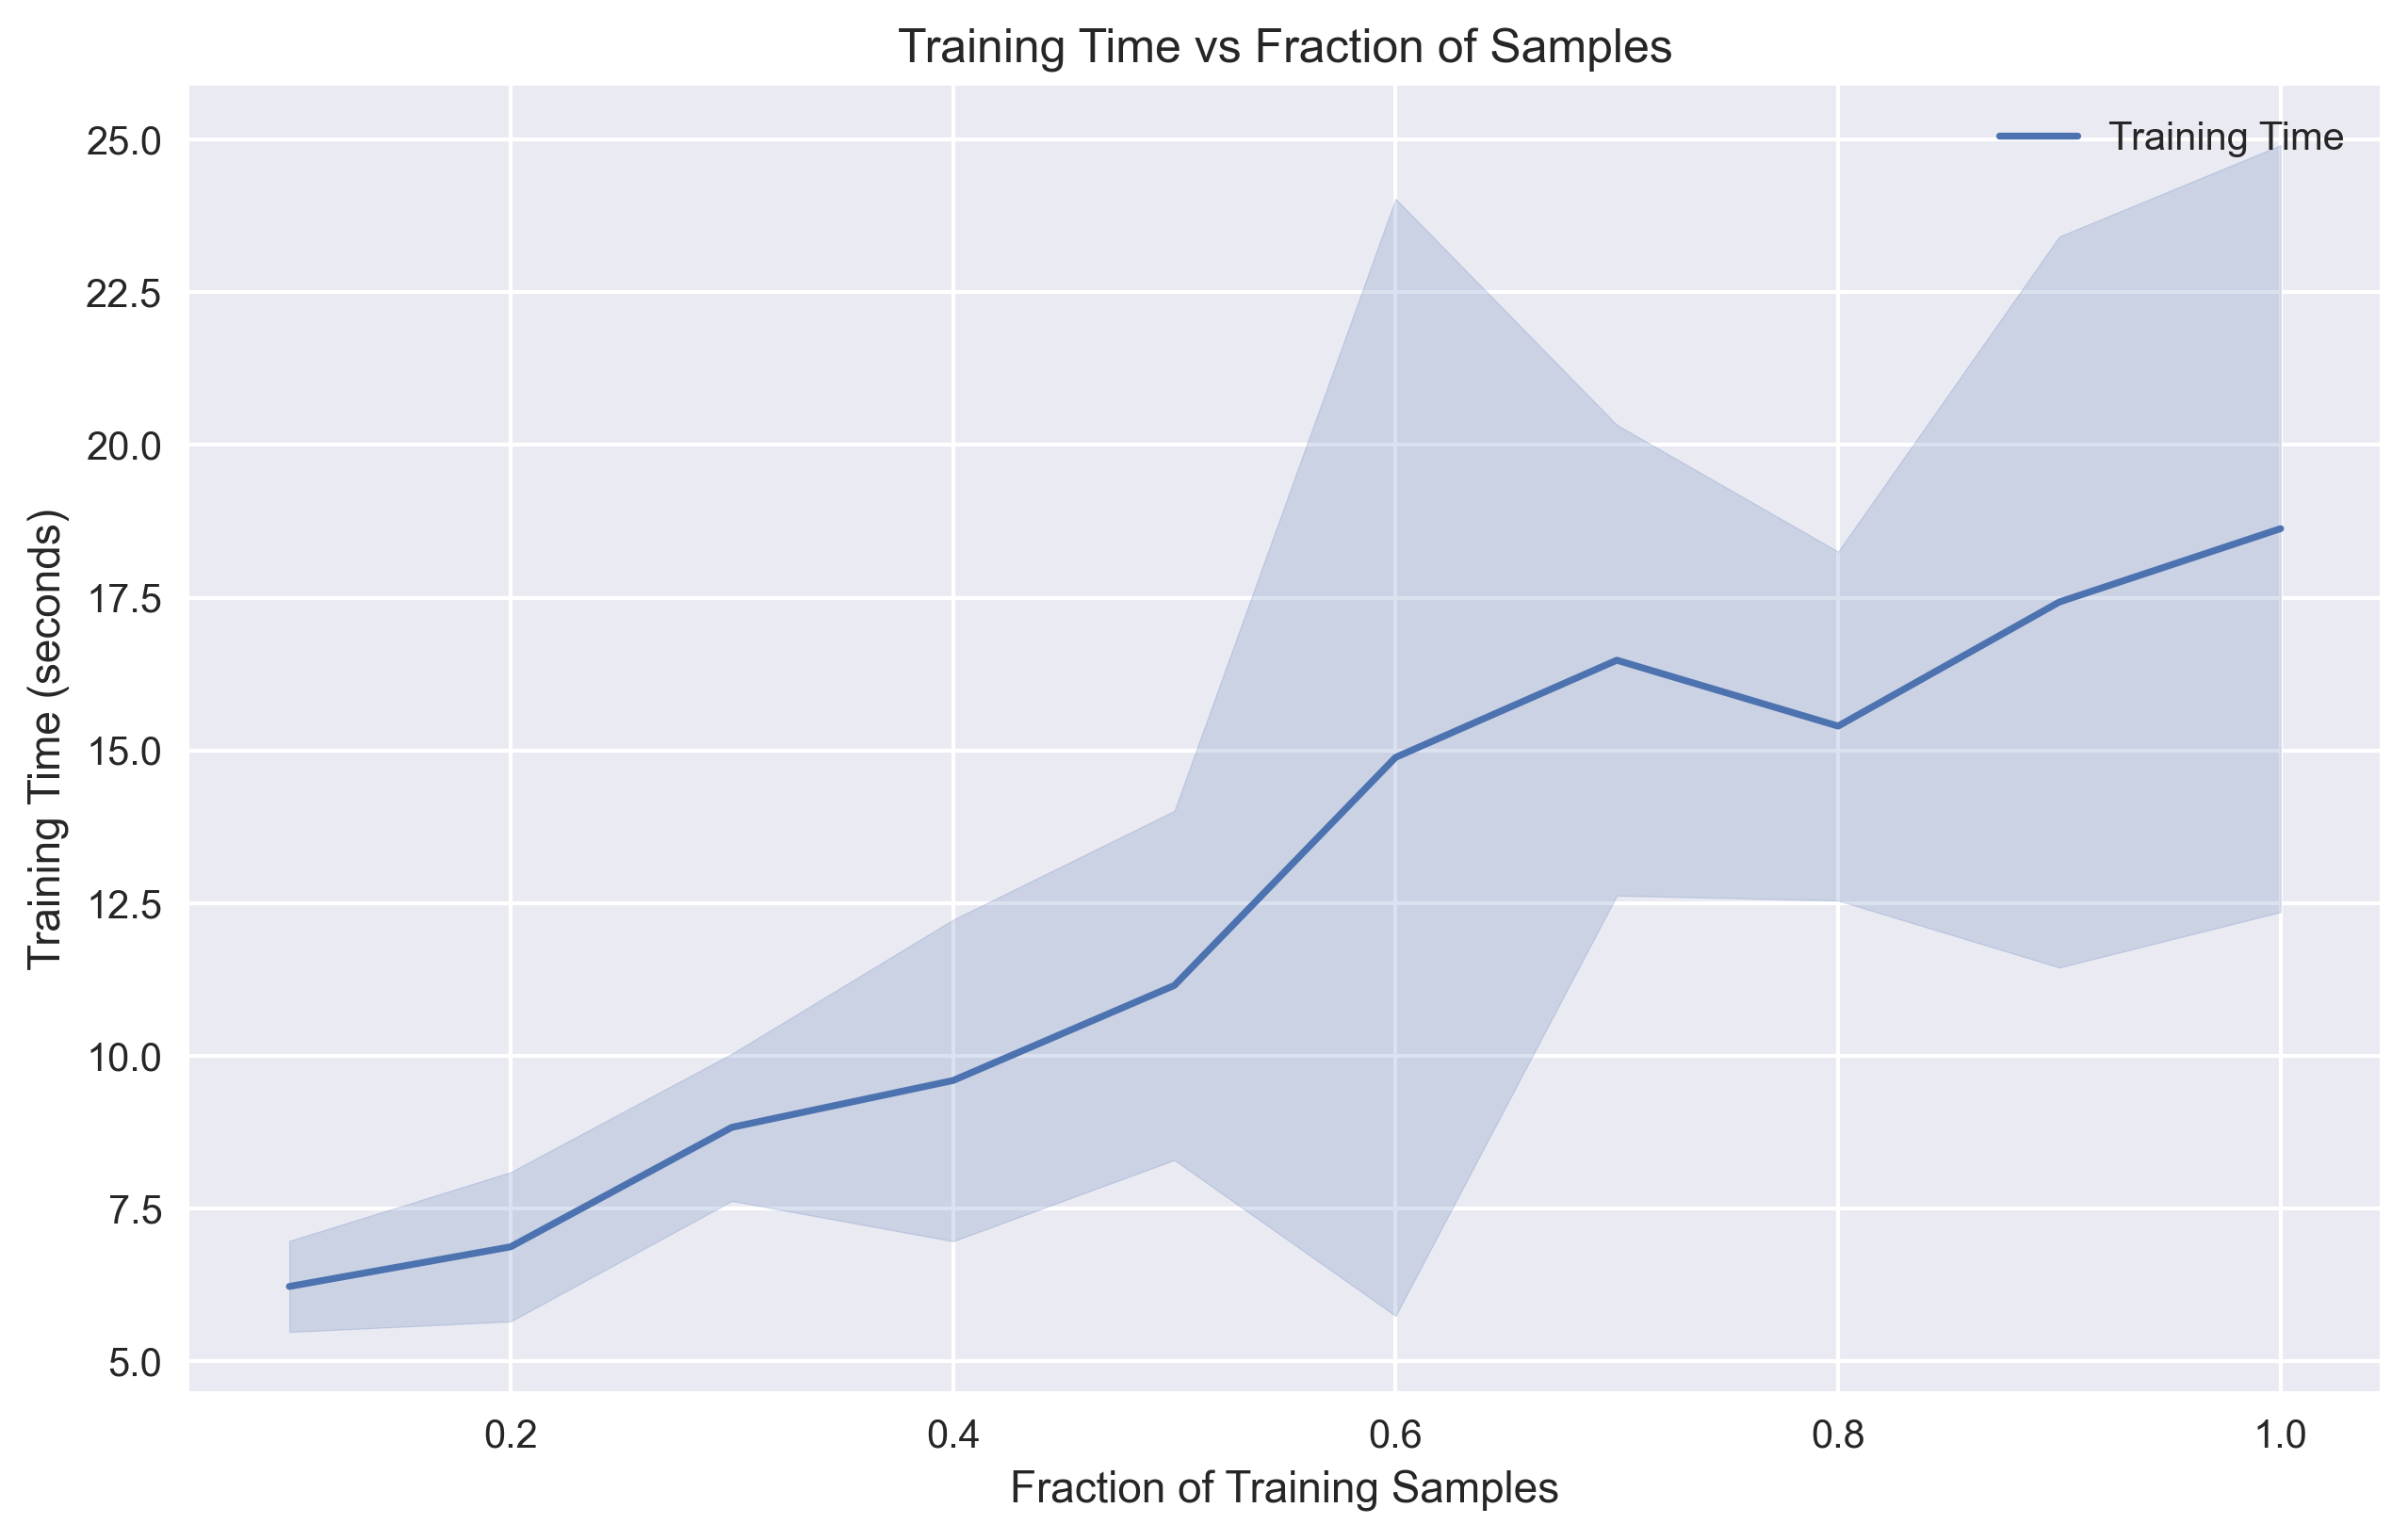 Training Time vs Fraction of Samples
Training Time
25.0
22.5
20.0
17.5
15.0
12.5
10.0
7.5
5.0
Training Time (seconds)
0.2 0.4 0.6 0.8 1.0
Fraction of Training Samples